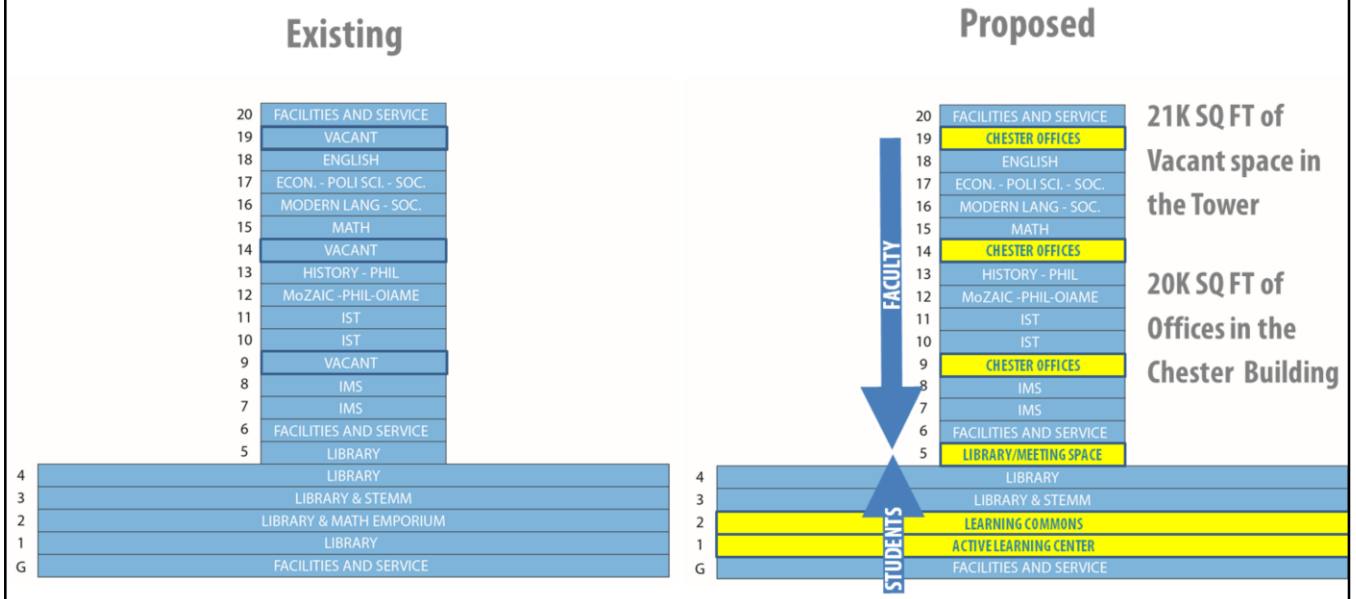 Existing
20 FACILITIES AND SERVICE
19 VACANT
18 ENGLISH
17 ECON. - POLI SCI. - SOC.
16 MODERN LANG - SOC.
15 MATH
14 VACANT
13 HISTORY - PHIL
12 MoZAIC -PHIL-OIAME
11 IST
10 IST
9 VACANT
8 IMS
7 IMS
6 FACILITIES AND SERVICE
5 LIBRARY
4 LIBRARY
3 LIBRARY & STEMM
2 LIBRARY & MATH EMPORIUM
1 LIBRARY
G FACILITIES AND SERVICE
Proposed
20 FACILITIES AND SERVICE
19 CHESTER OFFICES
18 ENGLISH
17 ECON. - POLI SCI. - SOC.
16 MODERN LANG - SOC.
15 MATH
14 CHESTER OFFICES
13 HISTORY - PHIL
12 MoZAIC -PHIL-OIAME
11 IST
10 IST
9 CHESTER OFFICES
8 IMS
7 IMS
6 FACILITIES AND SERVICE
5 LIBRARY/MEETING SPACE
4 LIBRARY
3 LIBRARY & STEMM
2 LEARNING COMMONS
1 ACTIVE LEARNING CENTER
G FACILITIES AND SERVICE
FACULTY
STUDENTS
21K SQ FT of
Vacant space in
the Tower
20K SQ FT of
Offices in the
Chester Building